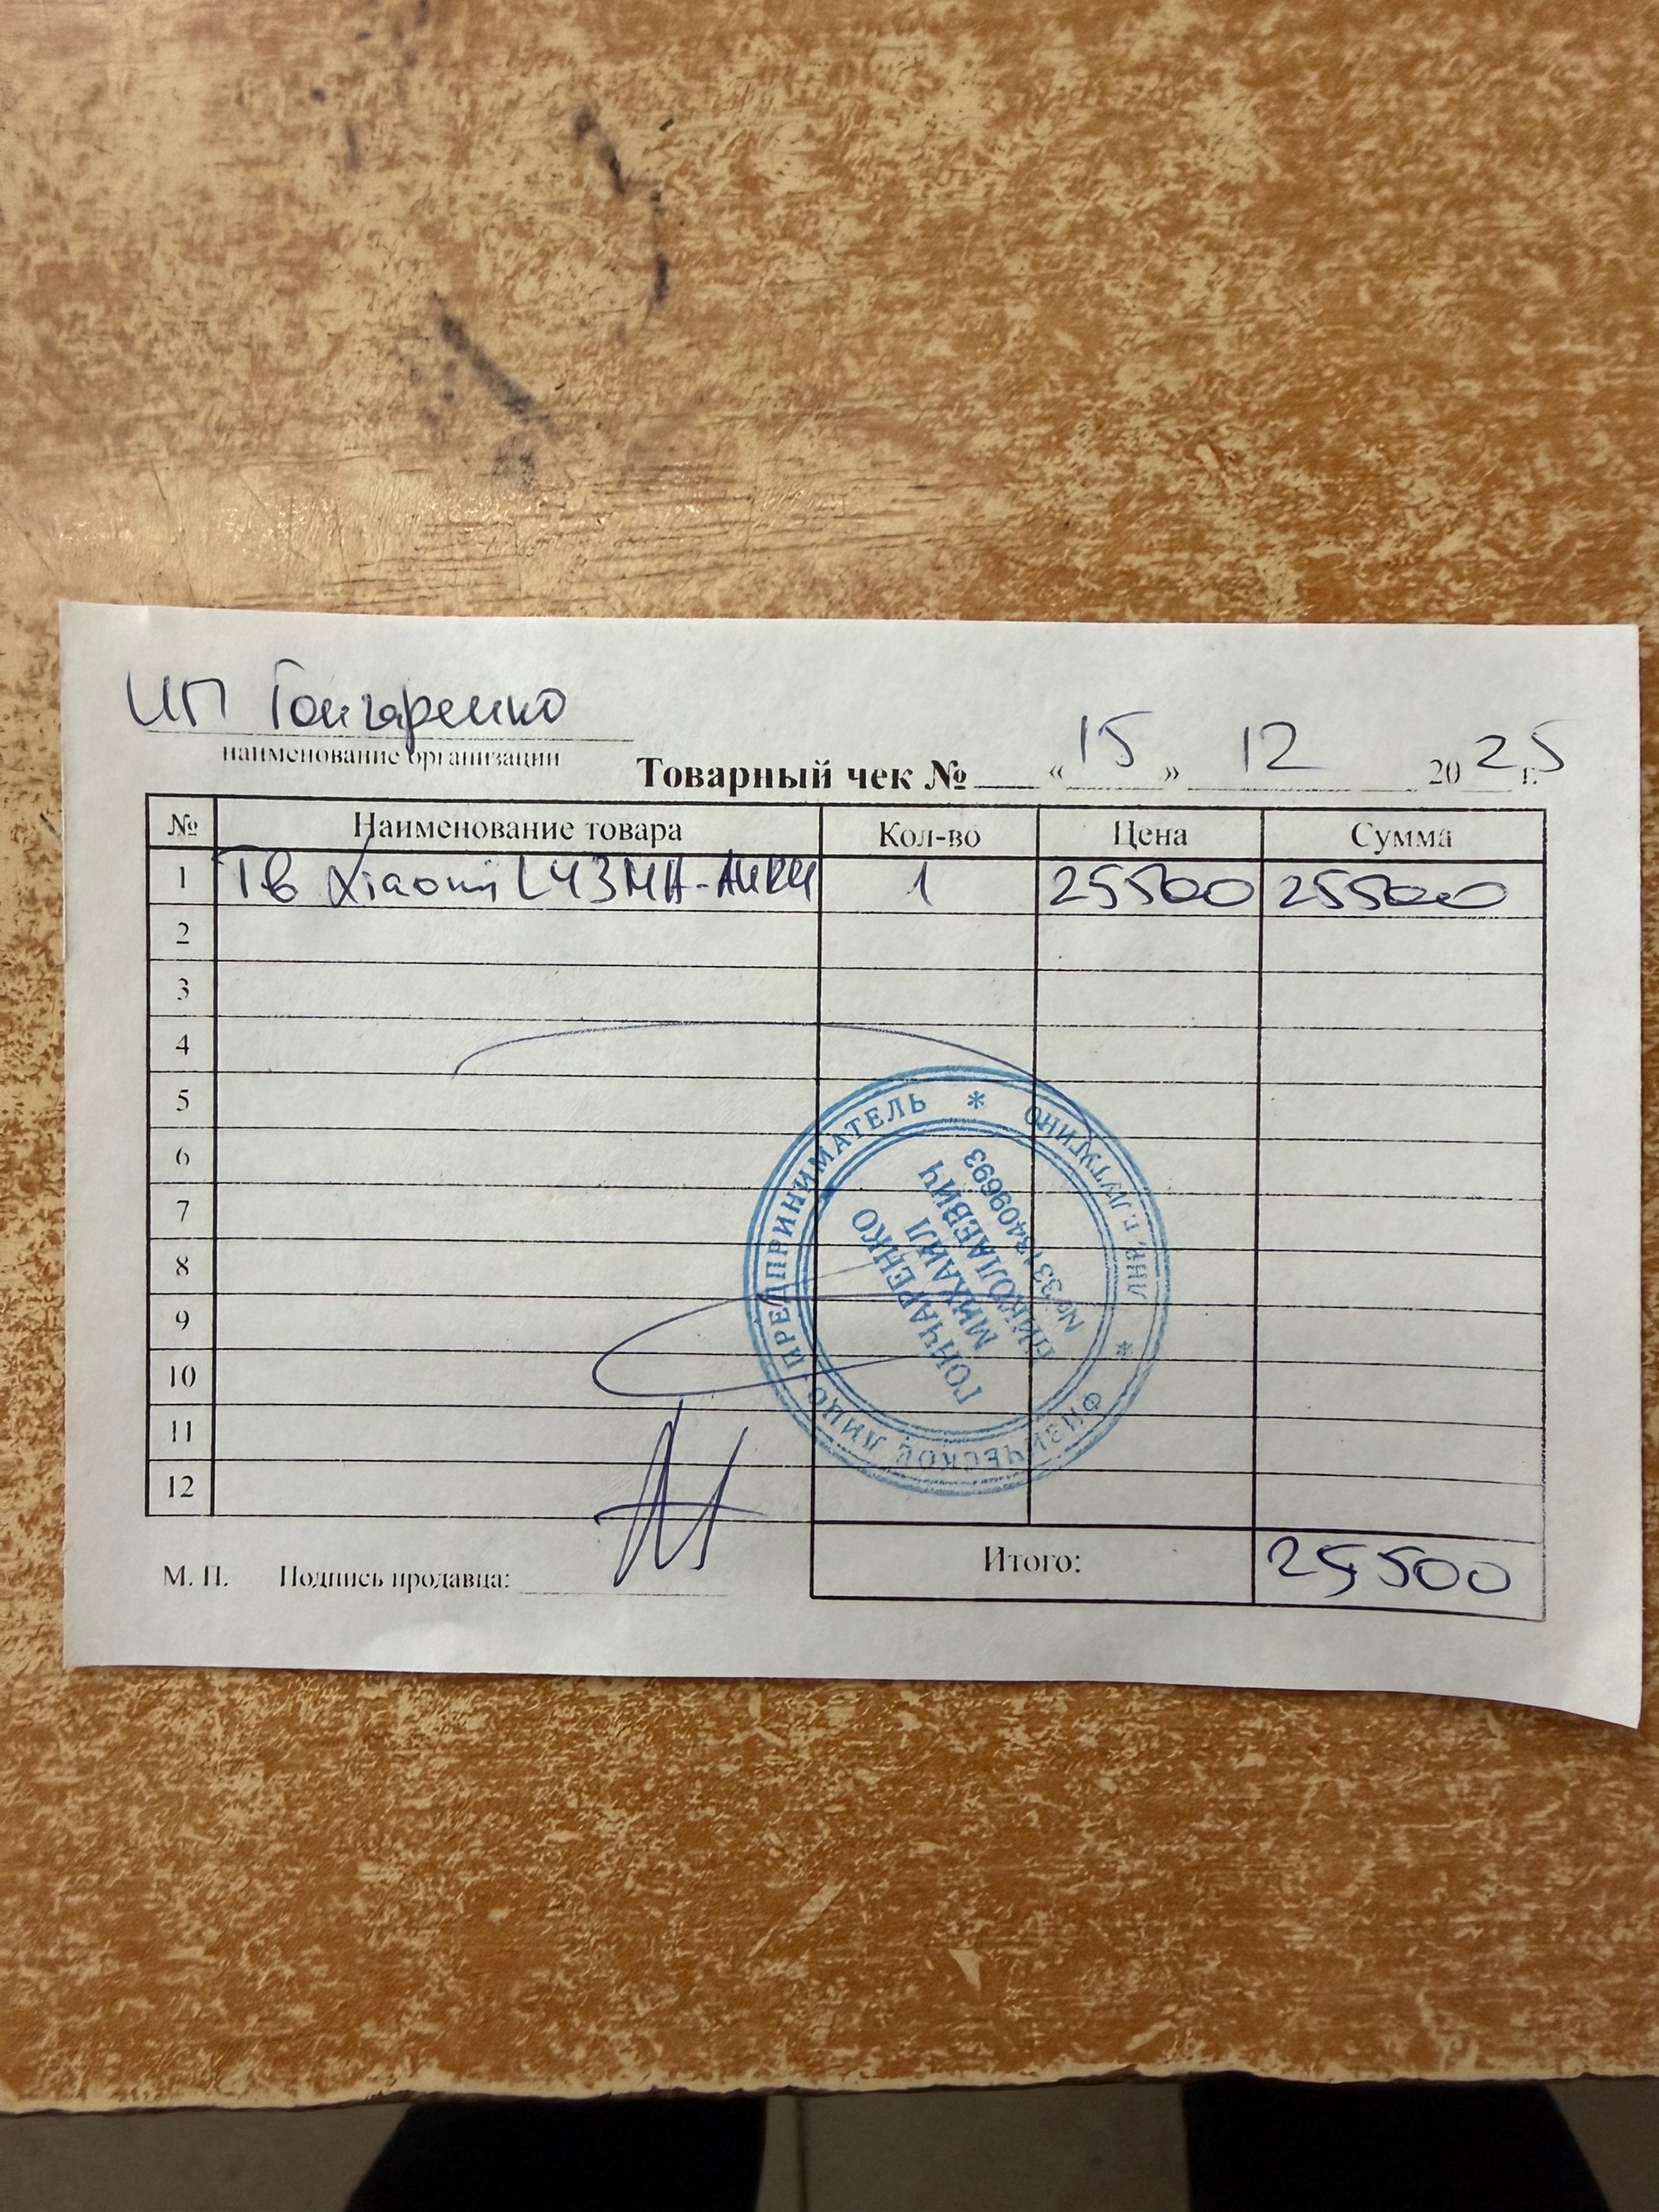 ИП Гончаренко
наименование организации
Товарный чек № «15» 12 2025 г.
№ Наименование товара Кол-во Цена Сумма
1 Тв Xiaomi L43MA-AURU 1 25500 25500
2
3
4
5
6
7
8
9
10
11
12
ФИЗИЧЕСКОЕ ЛИЦО-ПРЕДПРИНИМАТЕЛЬ * ЛНР, г. ЛУТУГИНО *
ГОНЧАРЕНКО
МИХАИЛ
НИКОЛАЕВИЧ
Итого: 25500
М. П. Подпись продавца: